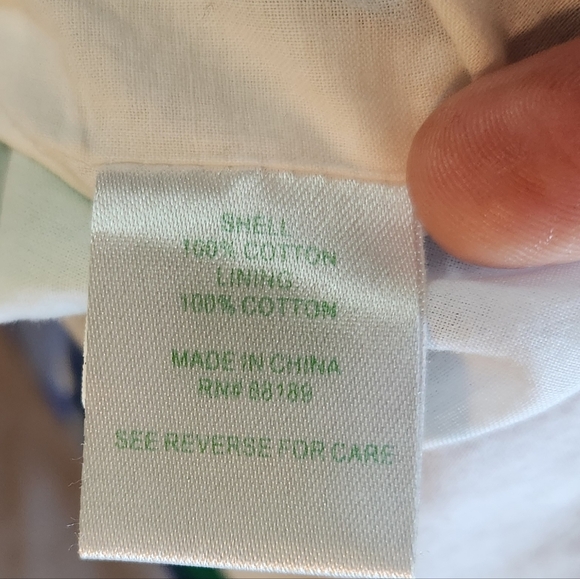 SHELL
100% COTTON
LINING
100% COTTON
MADE IN CHINA
RN#
SEE REVERSE FOR CARE